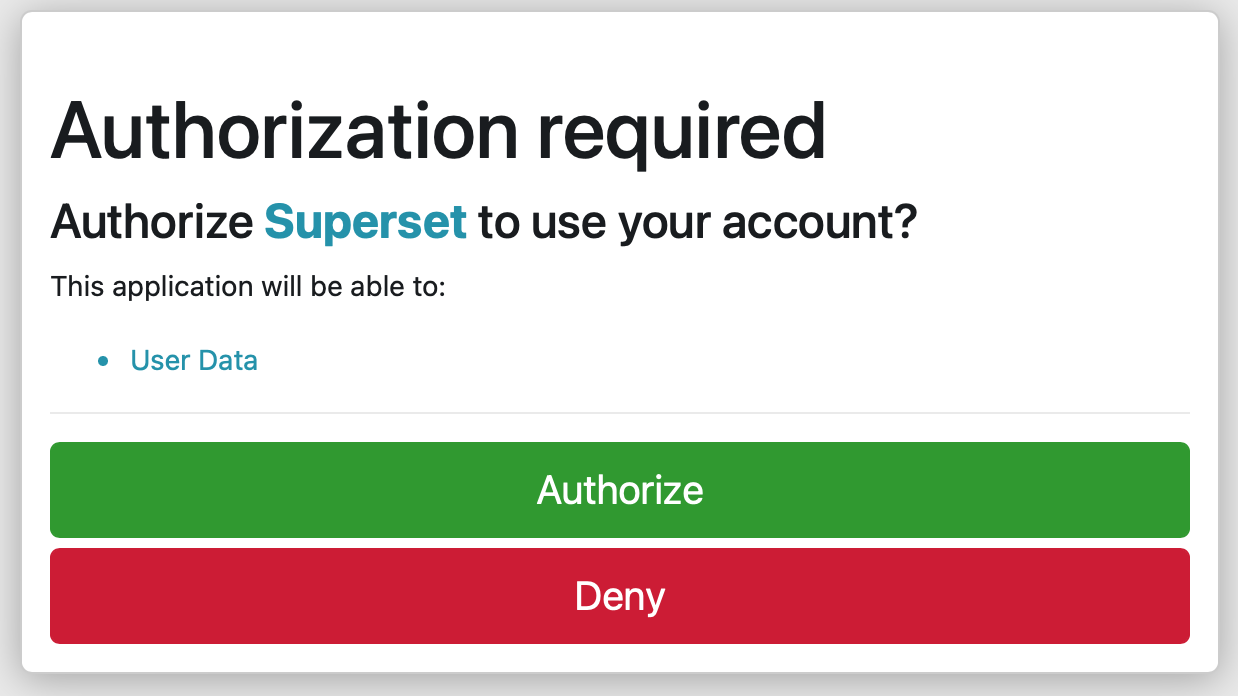 Authorization required
Authorize Superset to use your account?
This application will be able to:
User Data
Authorize
Deny